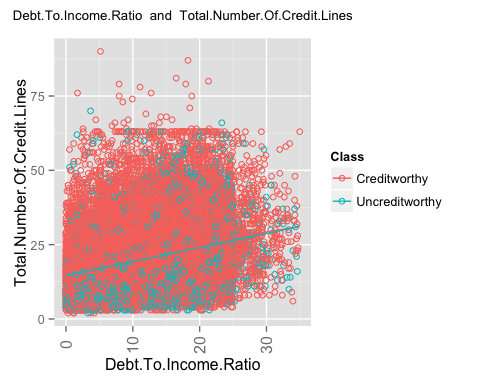 Debt.To.Income.Ratio and Total.Number.Of.Credit.Lines
75
50
25
0
Total.Number.Of.Credit.Lines
0
10
20
30
Debt.To.Income.Ratio
Class
Creditworthy
Uncreditworthy